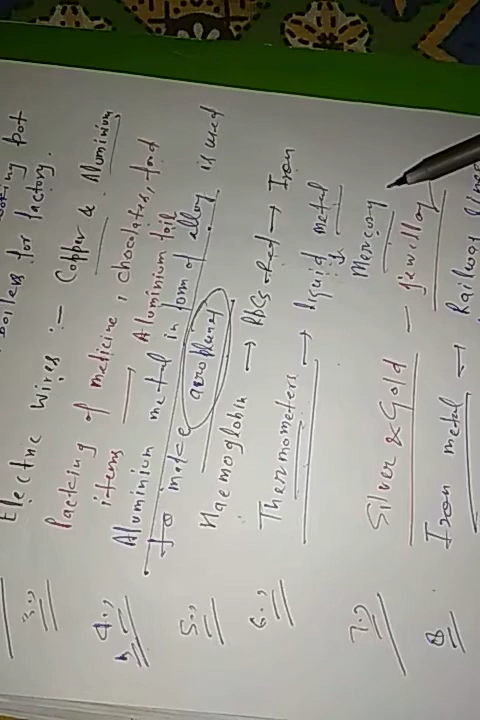 boilers for factory.
Electric wires :- Copper & Aluminium
3.,
Packing of medicine, chocolates, food
items → Aluminium foil
4.,
Aluminium metal in form of alloy is used
to make aeroplanes
5.,
Haemoglobin → RBCs → Red → Iron
6.,
Thermometers → liquid metal
is
Mercury
7.,
Silver & Gold - jewellary
8
Iron metal → Railway lines